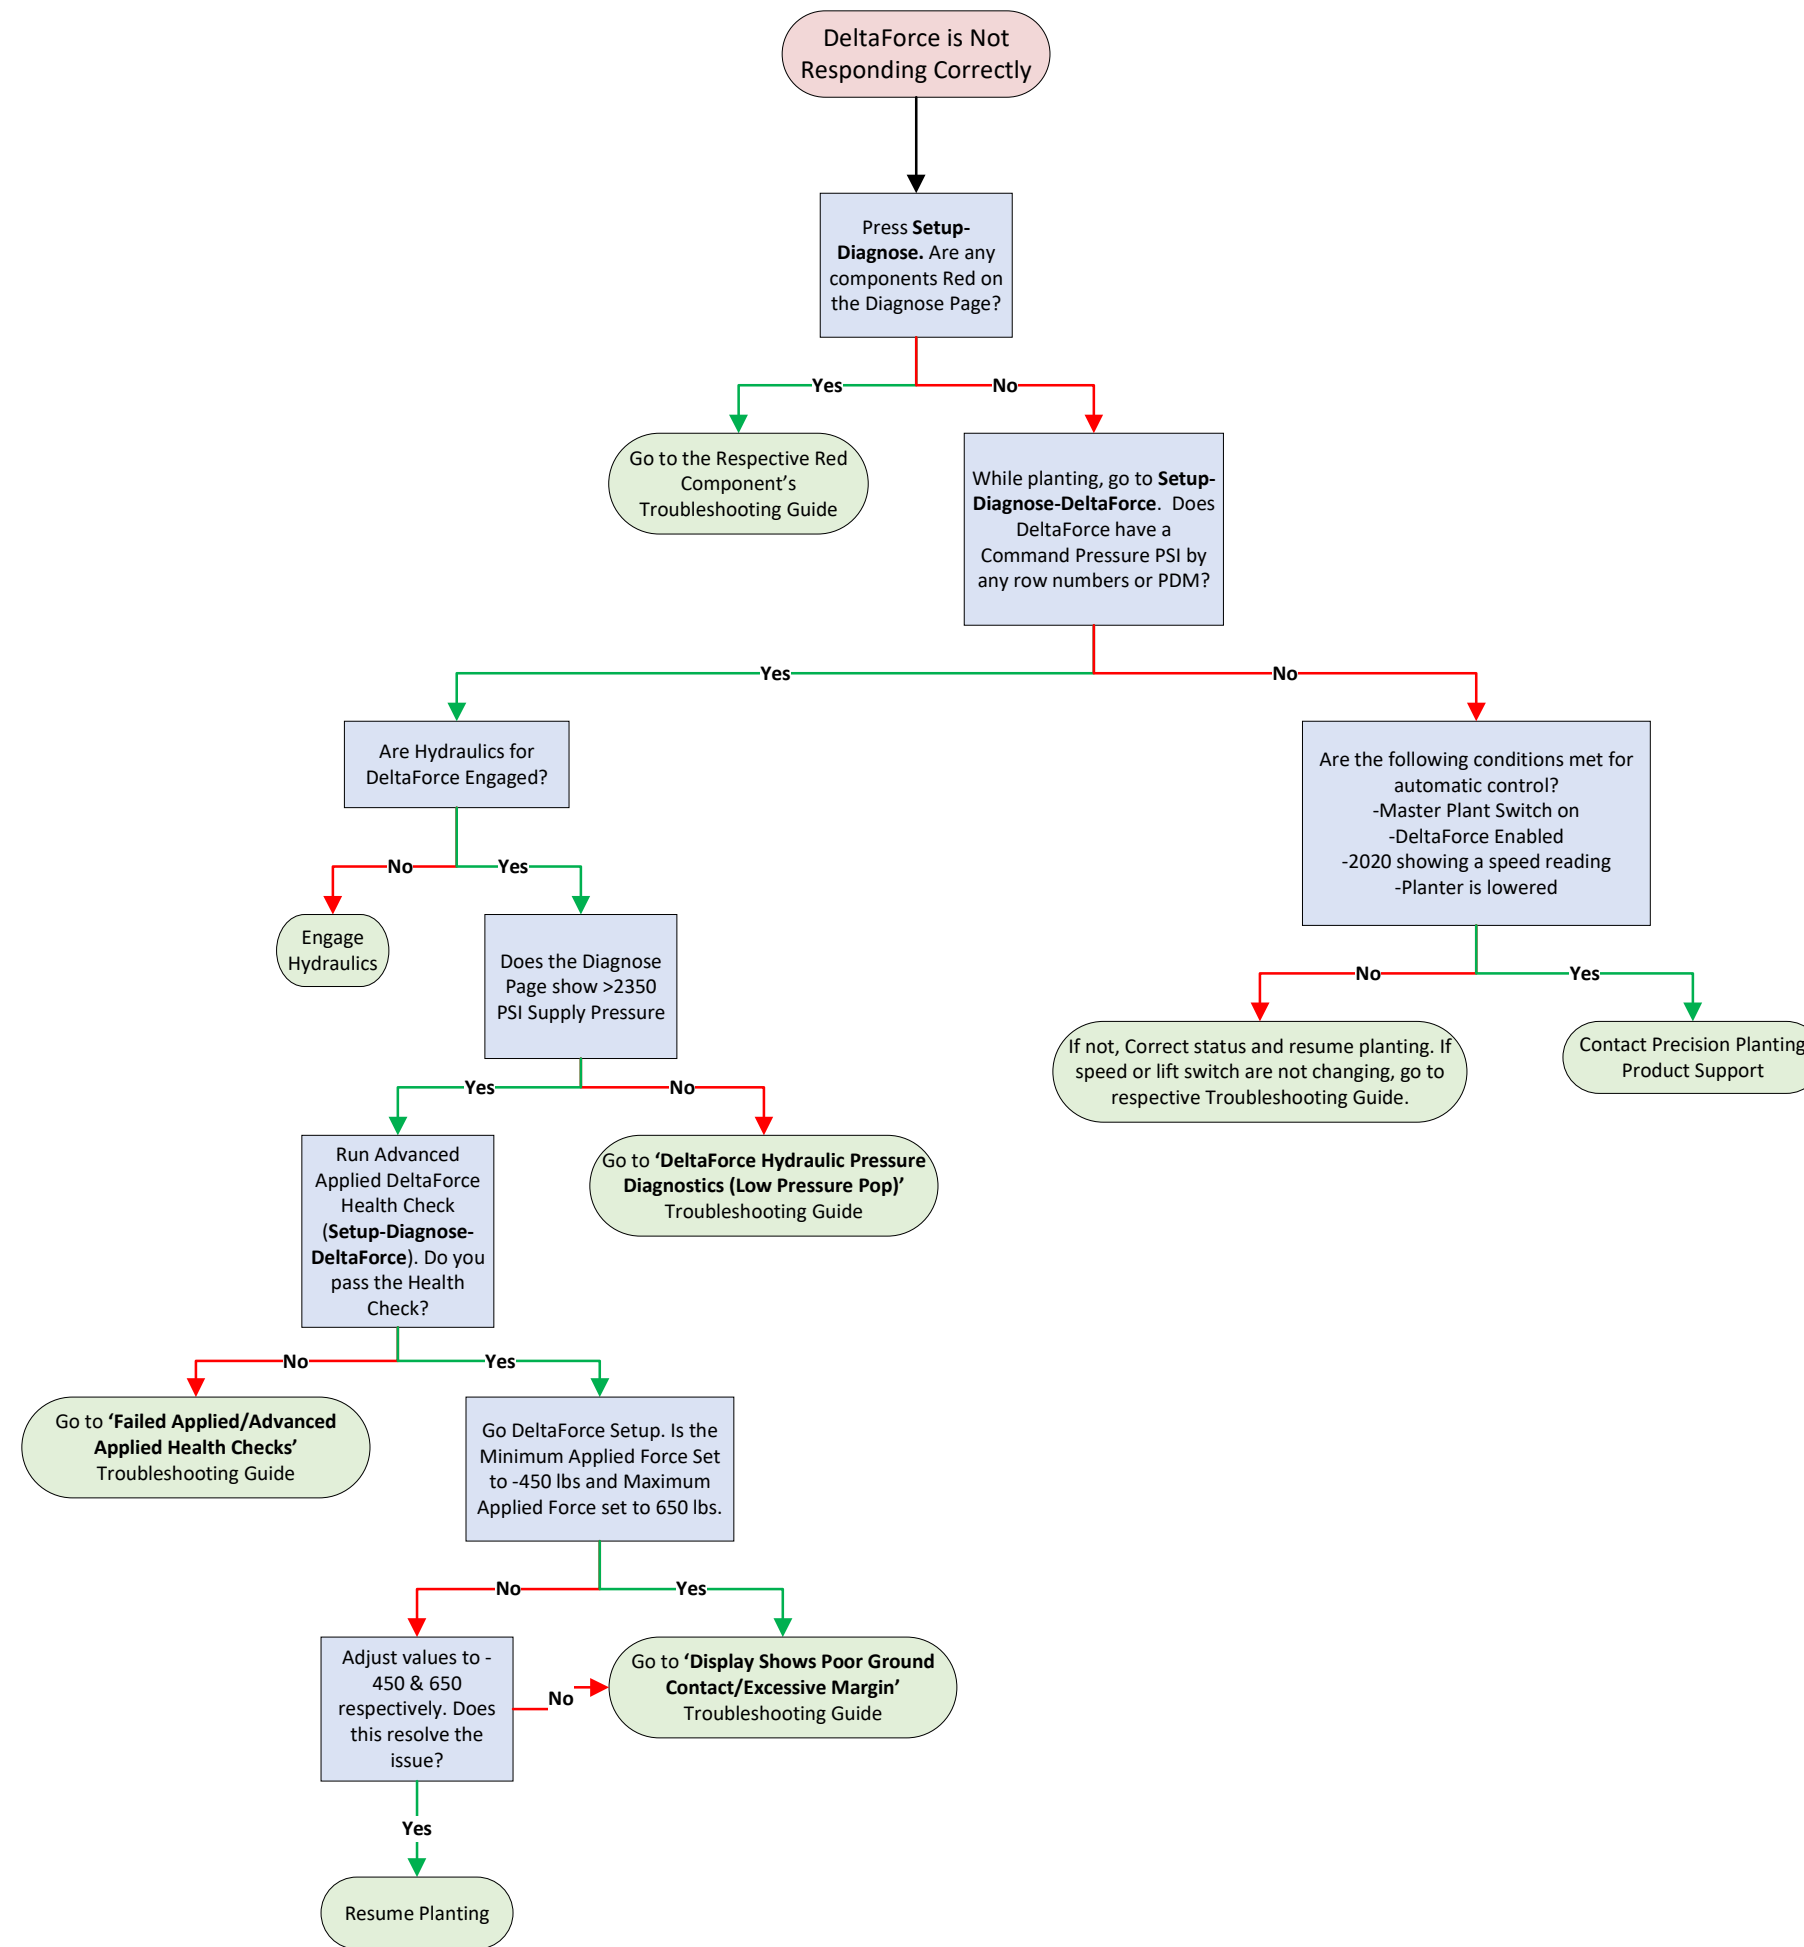 DeltaForce is Not
Responding Correctly
Press Setup-
Diagnose. Are any
components Red on
the Diagnose Page?
Yes
No
Go to the Respective Red
Component's
Troubleshooting Guide
While planting, go to Setup-
Diagnose-DeltaForce. Does
DeltaForce have a
Command Pressure PSI by
any row numbers or PDM?
Yes
No
Are Hydraulics for
DeltaForce Engaged?
Are the following conditions met for
automatic control?
-Master Plant Switch on
-DeltaForce Enabled
-2020 showing a speed reading
-Planter is lowered
No
Yes
Engage
Hydraulics
Does the Diagnose
Page show >2350
PSI Supply Pressure
No
Yes
If not, Correct status and resume planting. If
speed or lift switch are not changing, go to
respective Troubleshooting Guide.
Contact Precision Planting
Product Support
Yes
No
Run Advanced
Applied DeltaForce
Health Check
(Setup-Diagnose-
DeltaForce). Do you
pass the Health
Check?
Go to ‘DeltaForce Hydraulic Pressure
Diagnostics (Low Pressure Pop)’
Troubleshooting Guide
No
Yes
Go to ‘Failed Applied/Advanced
Applied Health Checks’
Troubleshooting Guide
Go DeltaForce Setup. Is the
Minimum Applied Force Set
to -450 lbs and Maximum
Applied Force set to 650 lbs.
No
Yes
Adjust values to -
450 & 650
respectively. Does
this resolve the
issue?
No
Go to ‘Display Shows Poor Ground
Contact/Excessive Margin’
Troubleshooting Guide
Yes
Resume Planting